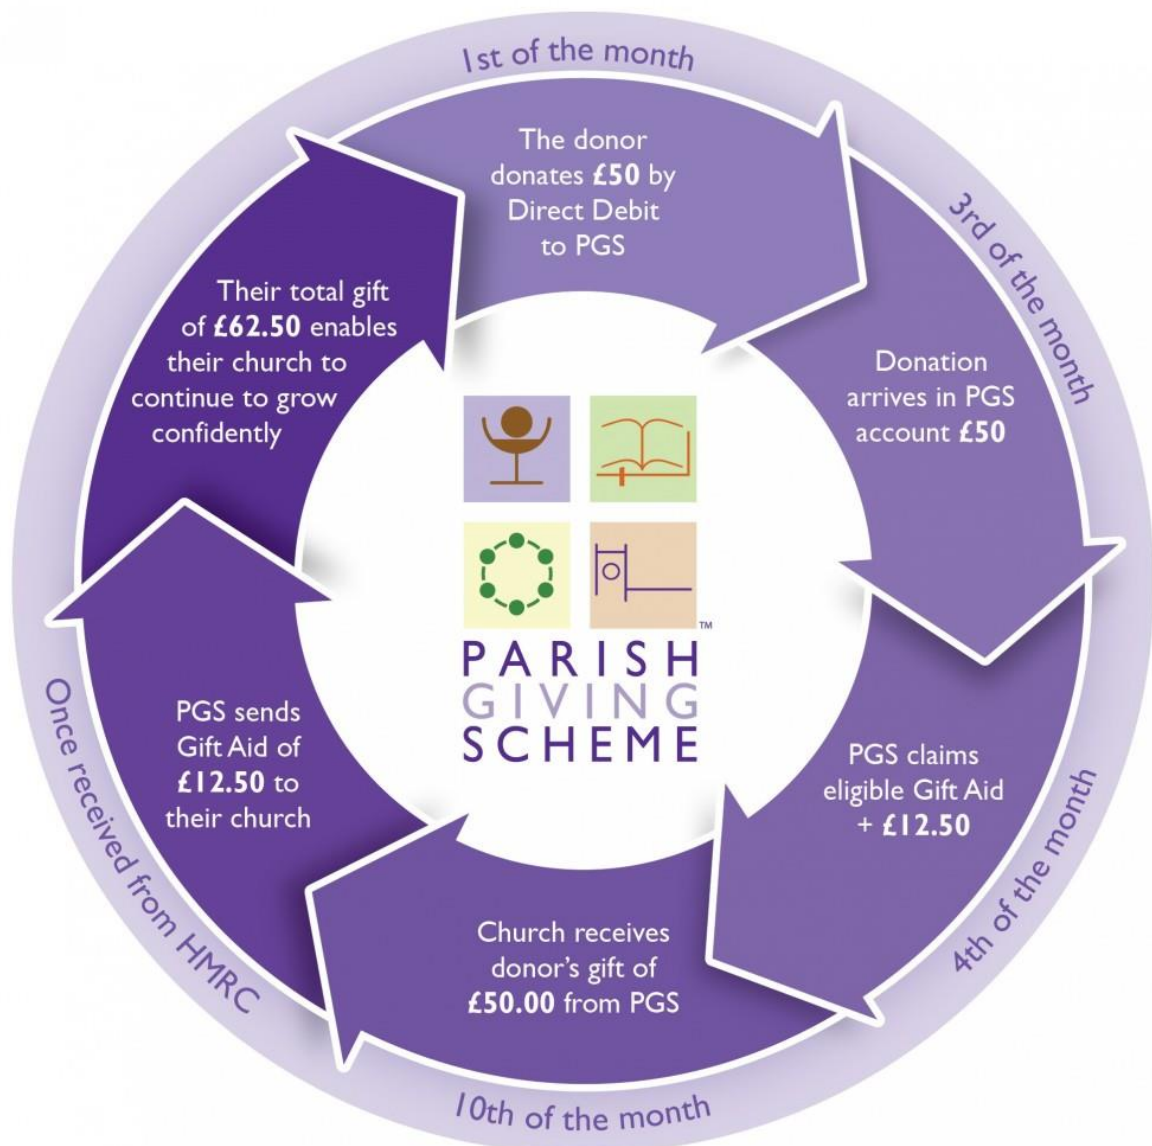 1st of the month
The donor
donates £50 by
Direct Debit
to PGS
3rd of the month
Donation
arrives in PGS
account £50
4th of the month
PGS claims
eligible Gift Aid
+ £12.50
10th of the month
Church receives
donor's gift of
£50.00 from PGS
Once received from HMRC
PGS sends
Gift Aid of
£12.50 to
their church
Their total gift
of £62.50 enables
their church to
continue to grow
confidently
TM
PARISH
GIVING
SCHEME